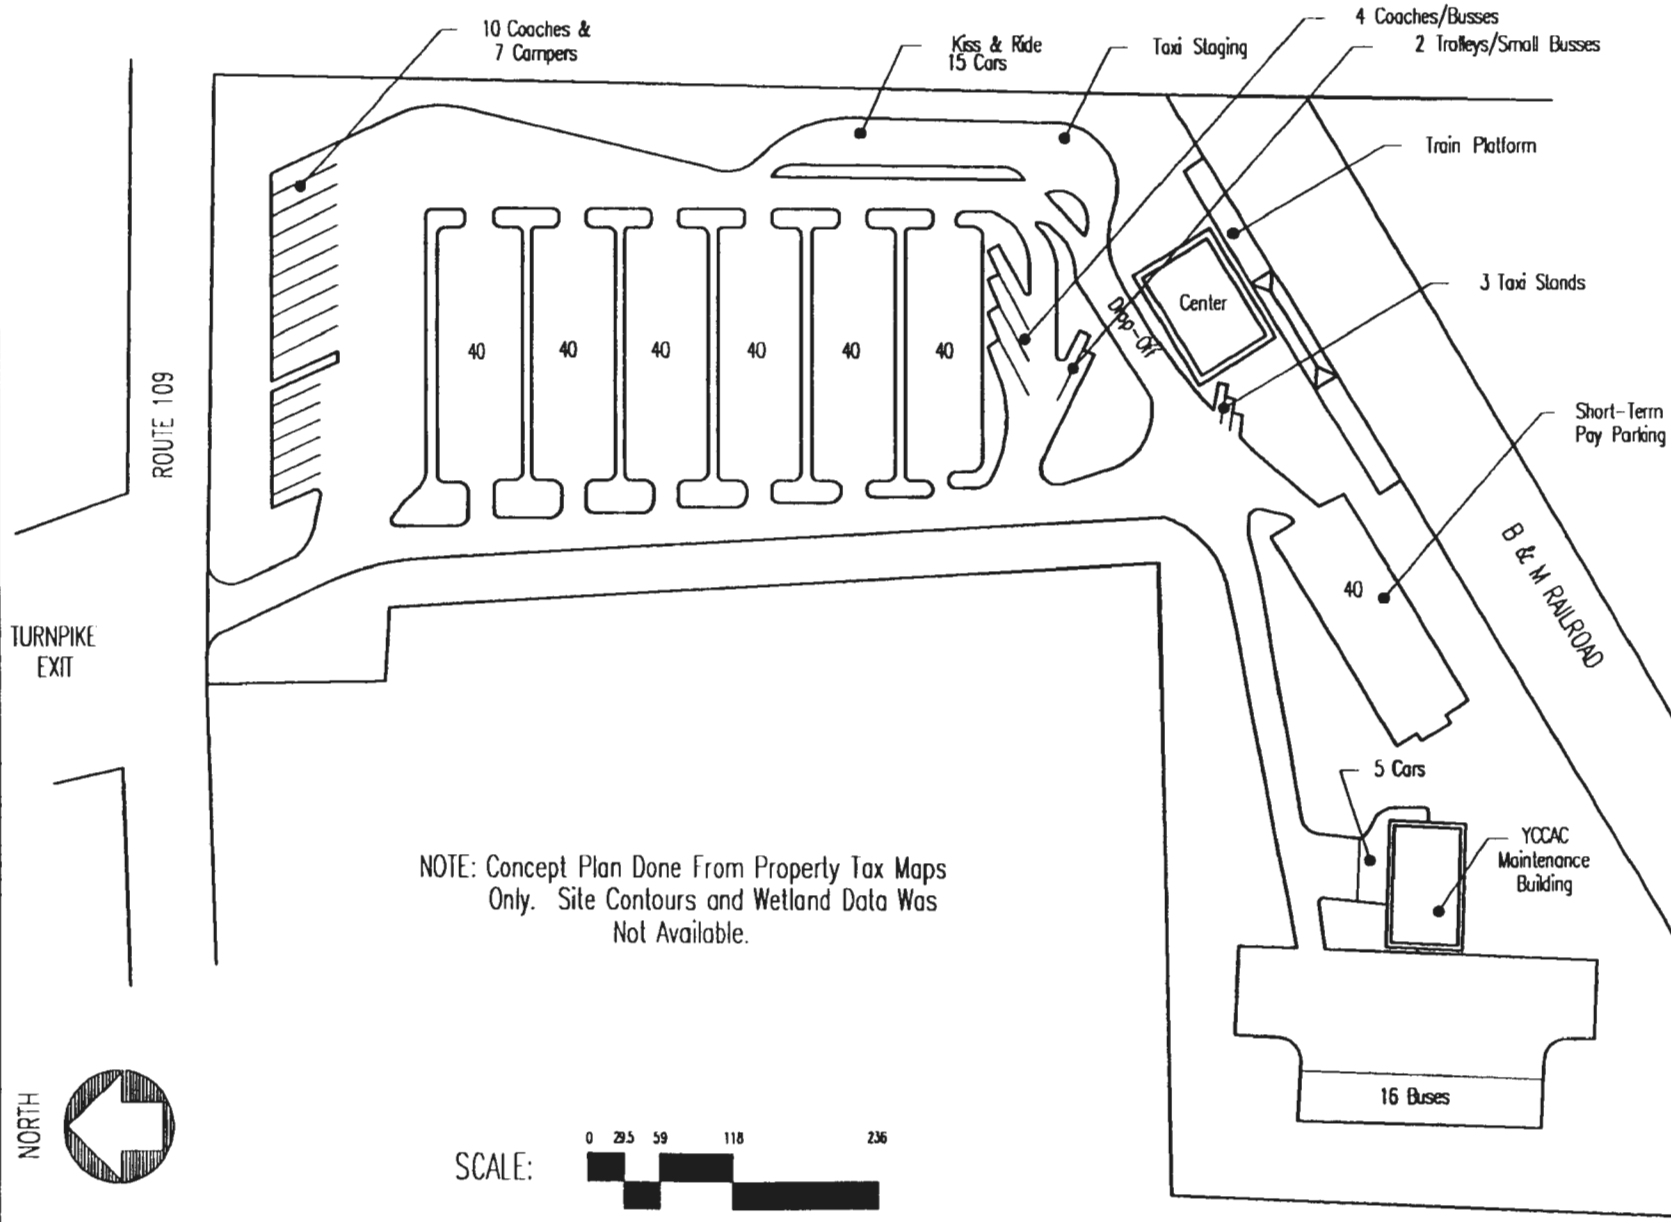 10 Coaches &
7 Campers
Kiss & Ride
15 Cars
Taxi Staging
4 Coaches/Busses
2 Trolleys/Small Busses
Train Platform
3 Taxi Stands
Center
Drop-Off
40
40
40
40
40
40
ROUTE 109
Short-Term
Pay Parking
B & M RAILROAD
40
TURNPIKE
EXIT
5 Cars
YCCAC
Maintenance
Building
NOTE: Concept Plan Done From Property Tax Maps
Only. Site Contours and Wetland Data Was
Not Available.
16 Buses
NORTH
SCALE:
0 29.5 59 118 236